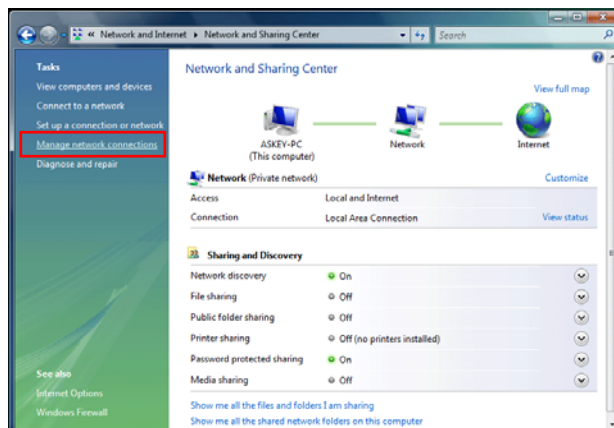 « Network and Internet ▸ Network and Sharing Center
Search
Tasks
View computers and devices
Connect to a network
Set up a connection or network
Manage network connections
Diagnose and repair
See also
Internet Options
Windows Firewall
Network and Sharing Center
View full map
ASKEY-PC
(This computer)
Network
Internet
Network (Private network)
Customize
Access Local and Internet
Connection Local Area Connection View status
Sharing and Discovery
Network discovery On
File sharing Off
Public folder sharing Off
Printer sharing Off (no printers installed)
Password protected sharing On
Media sharing Off
Show me all the files and folders I am sharing
Show me all the shared network folders on this computer